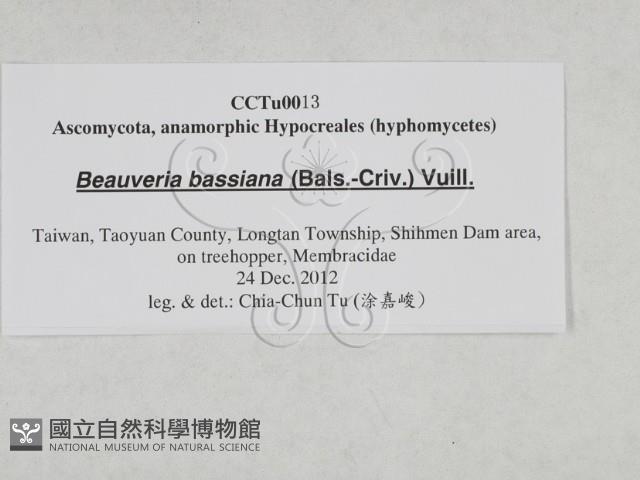 CCTu0013
Ascomycota, anamorphic Hypocreales (hyphomycetes)
Beauveria bassiana (Bals.-Criv.) Vuill.
Taiwan, Taoyuan County, Longtan Township, Shihmen Dam area,
on treehopper, Membracidae
24 Dec. 2012
leg. & det.: Chia-Chun Tu (涂嘉峻)
國立自然科學博物館
NATIONAL MUSEUM OF NATURAL SCIENCE